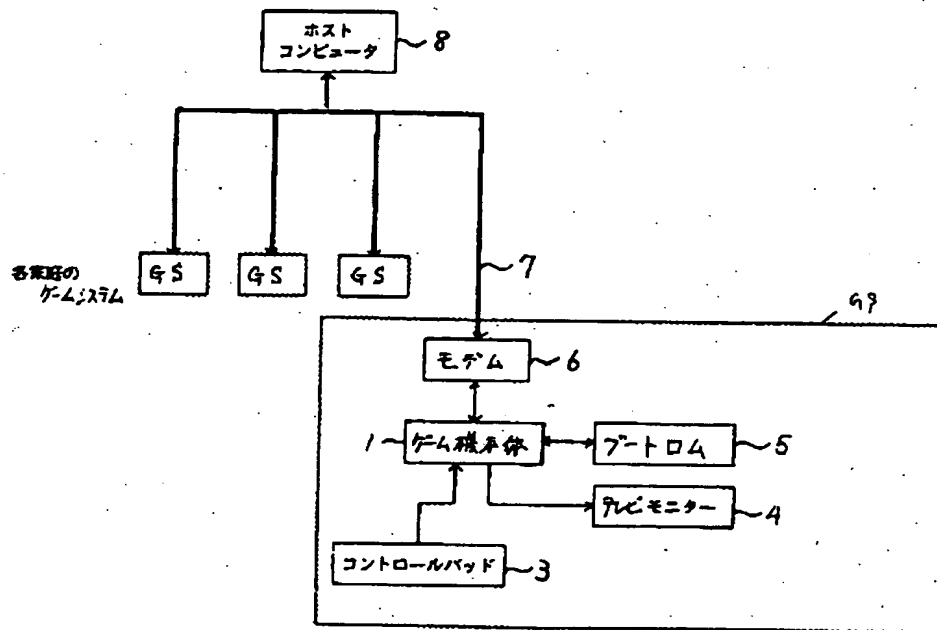 ホスト
コンピュータ
8
GS
GS
GS
各家庭の
ゲームシステム
7
GS
モデム
6
1
ゲーム機本体
ブートロム
5
テレビモニター
4
コントロールパッド
3